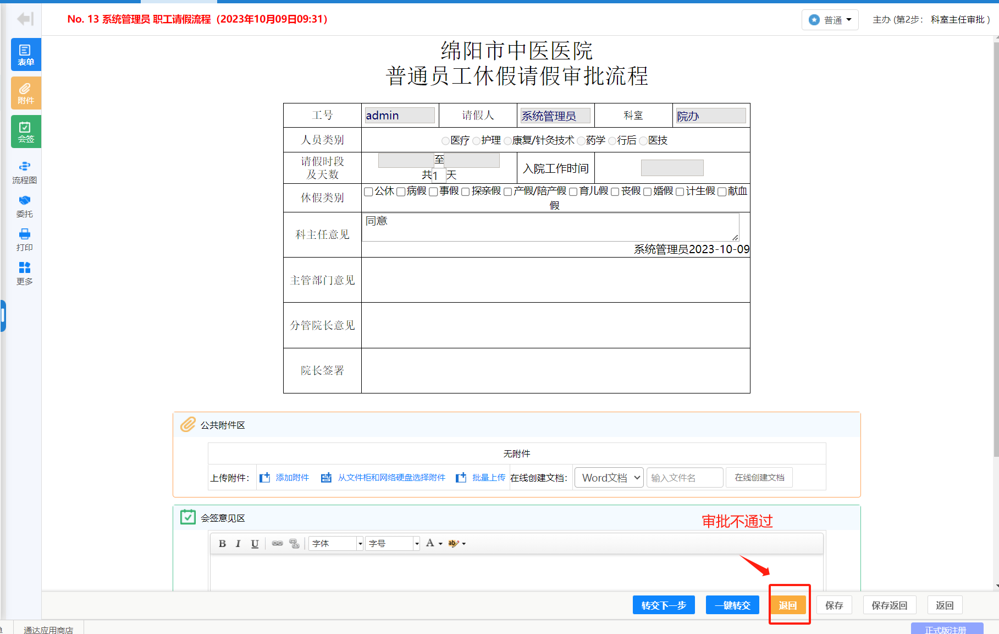 No. 13 系统管理员 职工请假流程（2023年10月09日09:31）
普通
主办 (第2步： 科室主任审批 )
表单
附件
会签
流程图
委托
打印
更多
绵阳市中医医院
普通员工休假请假审批流程
工号 admin 请假人 系统管理员 科室 院办
人员类别 医疗 护理 康复/针灸技术 药学 行后 医技
请假时段
及天数
至
共1 天
入院工作时间
休假类别 公休 病假 事假 探亲假 产假/陪产假 育儿假 丧假 婚假 计生假 献血
假
科主任意见 同意
系统管理员2023-10-09
主管部门意见
分管院长意见
院长签署
公共附件区
无附件
上传附件： 添加附件 从文件柜和网络硬盘选择附件 批量上传 在线创建文档： Word文档 输入文件名 在线创建文档
会签意见区
审批不通过
B I U 字体 字号 A ab
转交下一步 一键转交 退回 保存 保存返回 返回
通达应用商店
正式版注册